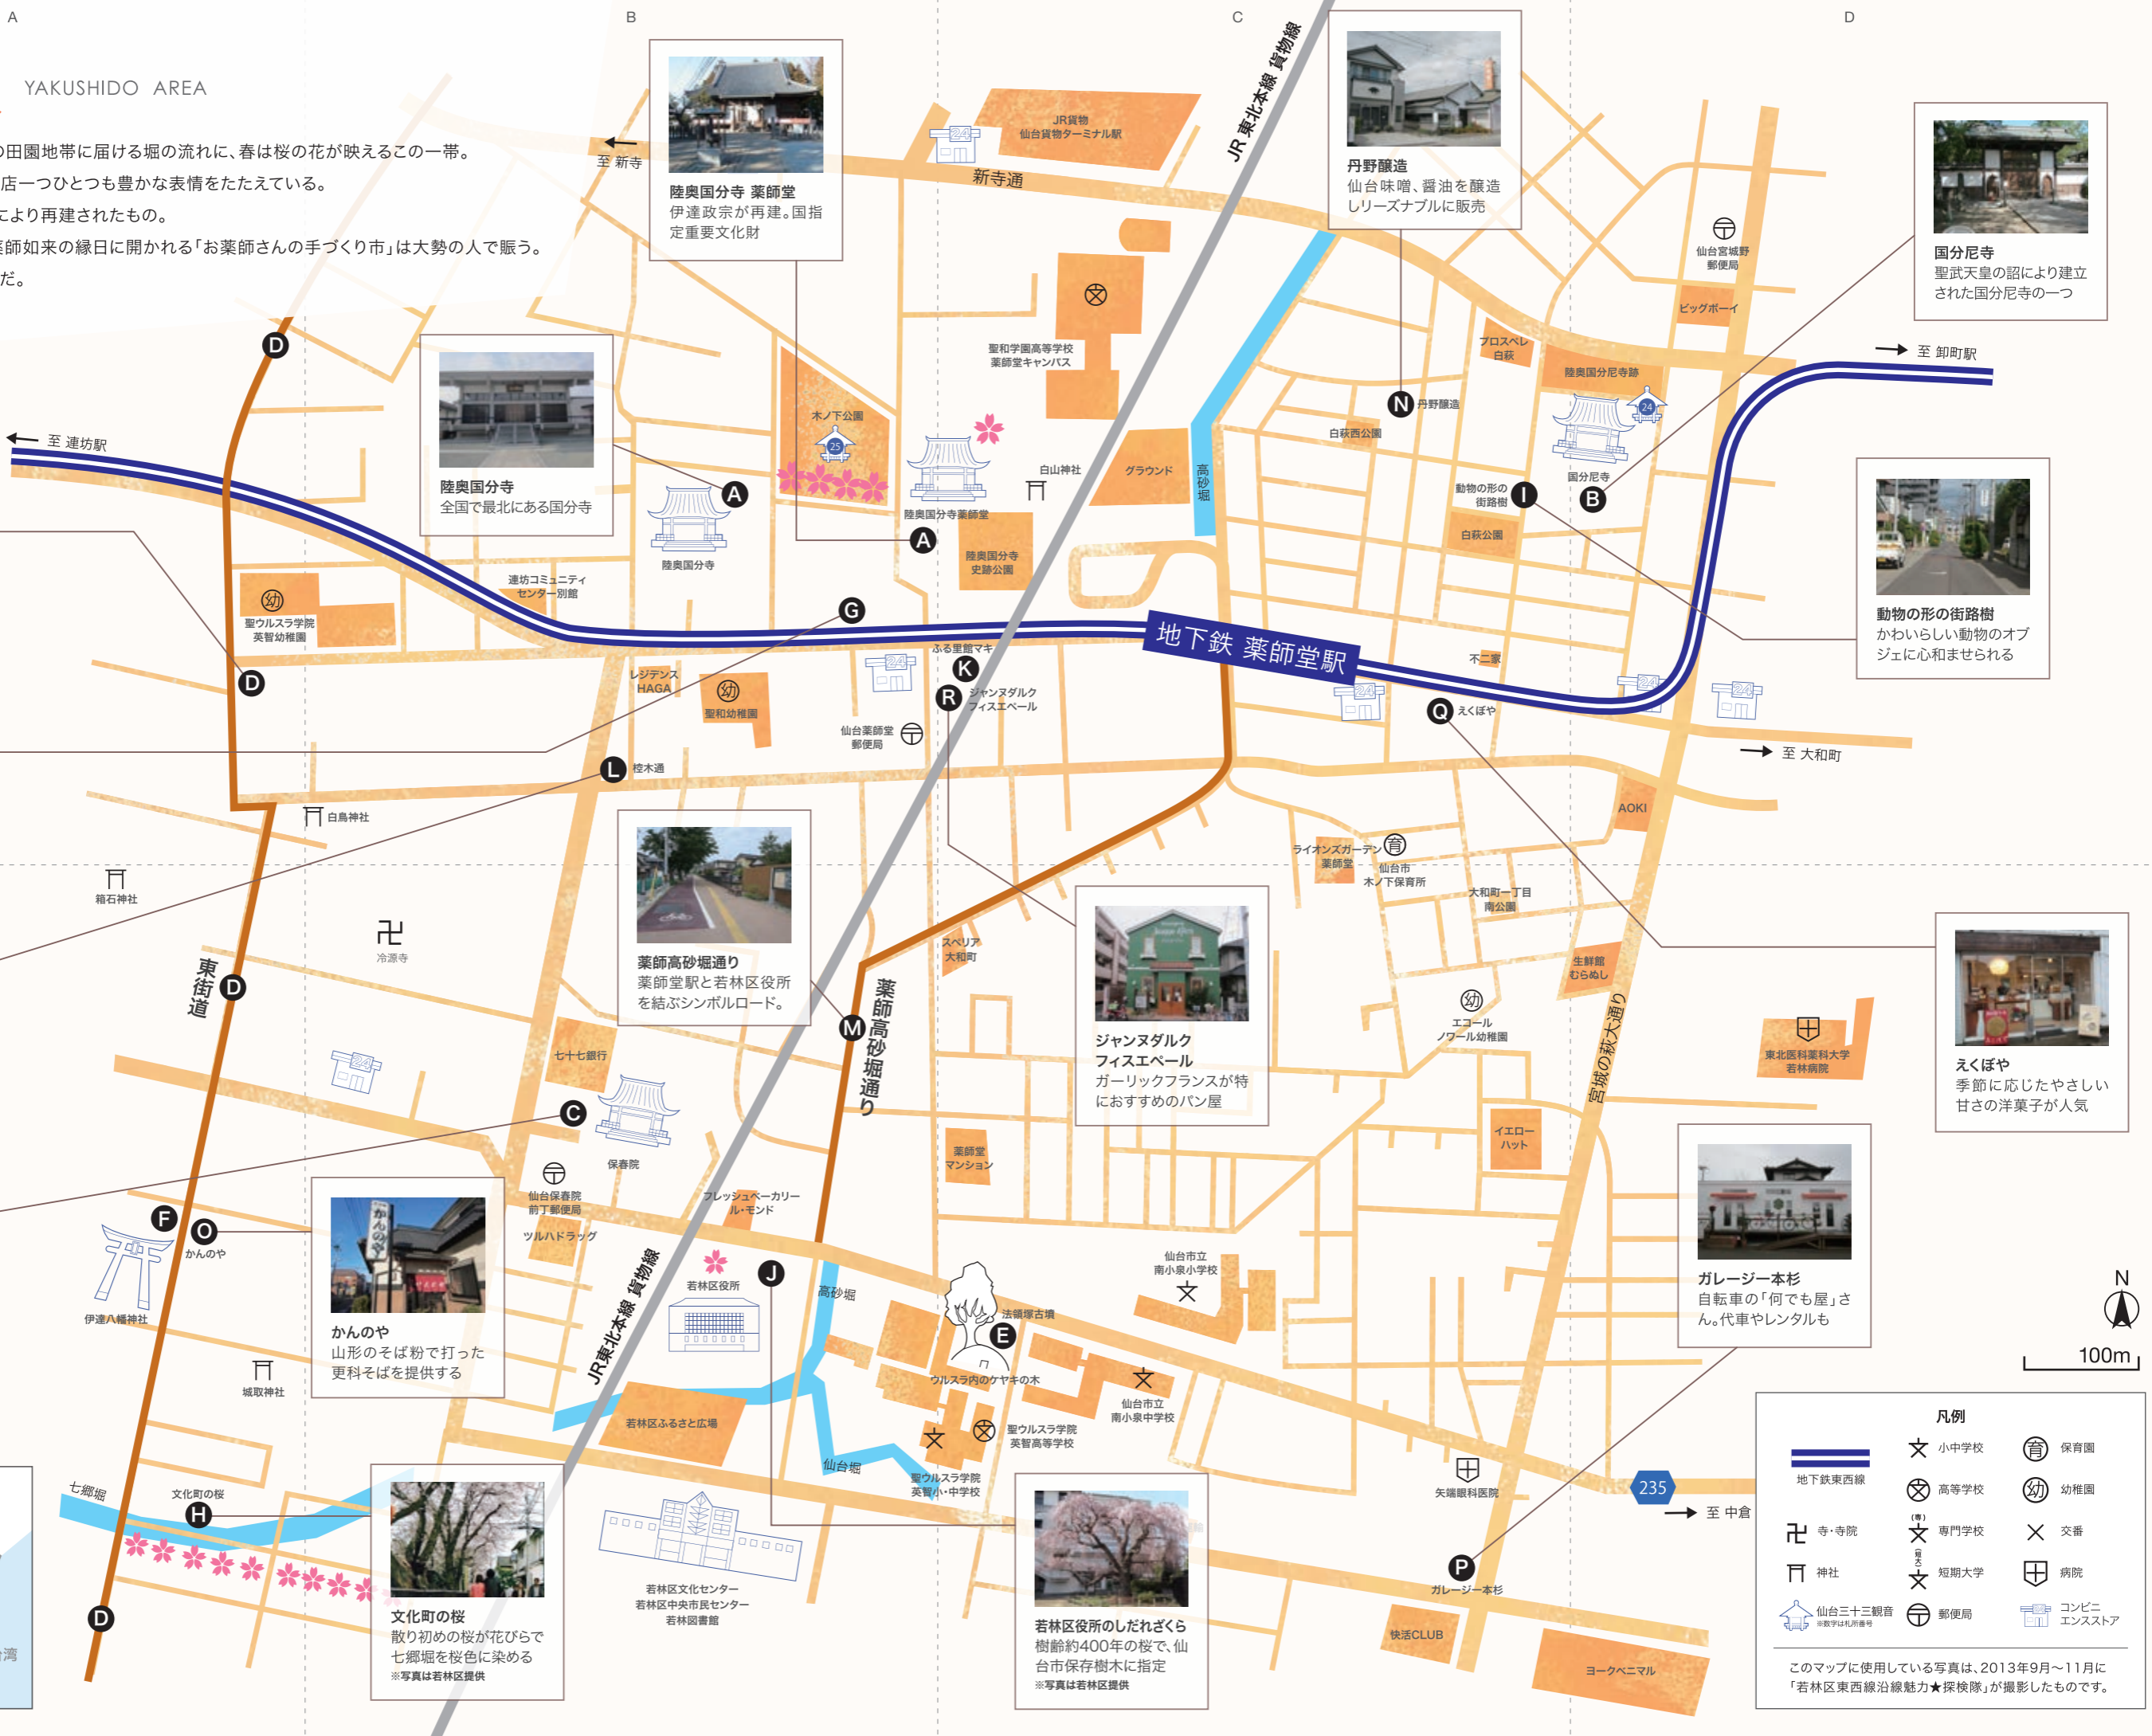 A
B
C
D
YAKUSHIDO AREA
の田園地帯に届ける堀の流れに、春は桜の花が映えるこの一帯。
店一つひとつも豊かな表情をたたえている。
により再建されたもの。
薬師如来の縁日に開かれる「お薬師さんの手づくり市」は大勢の人で賑う。
だ。
至 新寺
新寺通
24
JR貨物
仙台貨物ターミナル駅
JR 東北本線 貨物線
陸奥国分寺 薬師堂
伊達政宗が再建。国指
定重要文化財
丹野醸造
仙台味噌、醤油を醸造
しリーズナブルに販売
国分尼寺
聖武天皇の詔により建立
された国分尼寺の一つ
仙台宮城野
郵便局
ビッグボーイ
至 卸町駅
プロスペレ
白萩
陸奥国分尼寺跡
24
文
聖和学園高等学校
薬師堂キャンパス
D
至 連坊駅
陸奥国分寺
全国で最北にある国分寺
A
陸奥国分寺
木ノ下公園
25
陸奥国分寺薬師堂
A
白山神社
グラウンド
高砂堀
陸奥国分寺
史跡公園
N
丹野醸造
白萩西公園
動物の形の
街路樹
I
国分尼寺
B
白萩公園
動物の形の街路樹
かわいらしい動物のオブ
ジェに心和ませられる
幼
聖ウルスラ学院
英智幼稚園
連坊コミュニティ
センター別館
G
D
レジデンス
HAGA
幼
聖和幼稚園
24
ふる里館マキ
K
R
ジャンヌダルク
フィスエペール
仙台薬師堂
郵便局
地下鉄 薬師堂駅
24
不二家
Q
えくぼや
24
24
至 大和町
L
椌木通
白鳥神社
箱石神社
卍
冷源寺
東街道
D
薬師高砂堀通り
薬師堂駅と若林区役所
を結ぶシンボルロード。
M
薬師高砂堀通り
スペリア
大和町
ジャンヌダルク
フィスエペール
ガーリックフランスが特
におすすめのパン屋
ライオンズガーデン
薬師堂
育
仙台市
木ノ下保育所
大和町一丁目
南公園
AOKI
生鮮館
むらぬし
幼
エコール
ノワール幼稚園
宮城の萩大通り
東北医科薬科大学
若林病院
えくぼや
季節に応じたやさしい
甘さの洋菓子が人気
24
七十七銀行
C
保春院
仙台保春院
前丁郵便局
ツルハドラッグ
フレッシュベーカリー
ル・モンド
薬師堂
マンション
イエロー
ハット
ガレージ一本杉
自転車の「何でも屋」さ
ん。代車やレンタルも
F
O
かんのや
伊達八幡神社
かんのや
かんのや
山形のそば粉で打った
更科そばを提供する
城取神社
JR東北本線 貨物線
若林区役所
J
高砂堀
法領塚古墳
E
ウルスラ内のケヤキの木
仙台市立
南小泉小学校
文
文
仙台市立
南小泉中学校
文
聖ウルスラ学院
英智高等学校
文
聖ウルスラ学院
英智小・中学校
若林区ふるさと広場
仙台堀
七郷堀
文化町の桜
H
D
文化町の桜
散り初めの桜が花びらで
七郷堀を桜色に染める
※写真は若林区提供
若林区文化センター
若林区中央市民センター
若林図書館
若林区役所のしだれざくら
樹齢約400年の桜で、仙
台市保存樹木に指定
※写真は若林区提供
矢端眼科医院
235
至 中倉
P
ガレージ一本杉
快活CLUB
ヨークベニマル
台湾
N
100m
凡例
地下鉄東西線
文 小中学校
育 保育園
文 高等学校
幼 幼稚園
卍 寺・寺院
(専)
文 専門学校
交番
神社
(短大)
文 短期大学
病院
仙台三十三観音
※数字は札所番号
郵便局
24
コンビニ
エンスストア
このマップに使用している写真は、2013年9月〜11月に
「若林区東西線沿線魅力★探検隊」が撮影したものです。